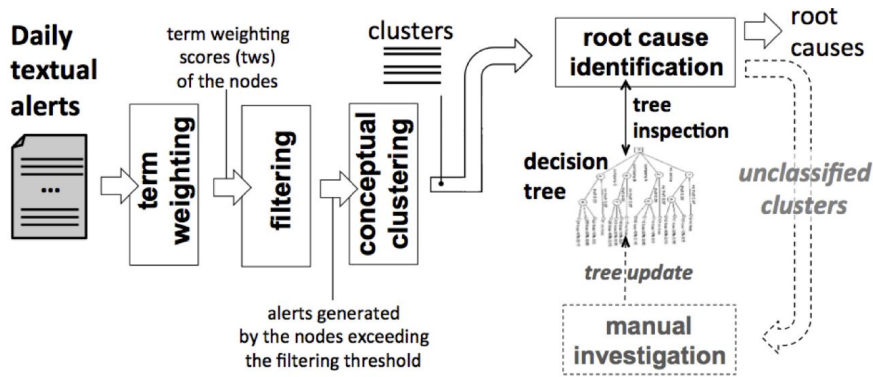 Daily
textual
alerts
...
term
weighting
term weighting
scores (tws)
of the nodes
filtering
alerts generated
by the nodes exceeding
the filtering threshold
conceptual
clustering
clusters
root cause
identification
root
causes
tree
inspection
decision
tree
tree update
manual
investigation
unclassified
clusters